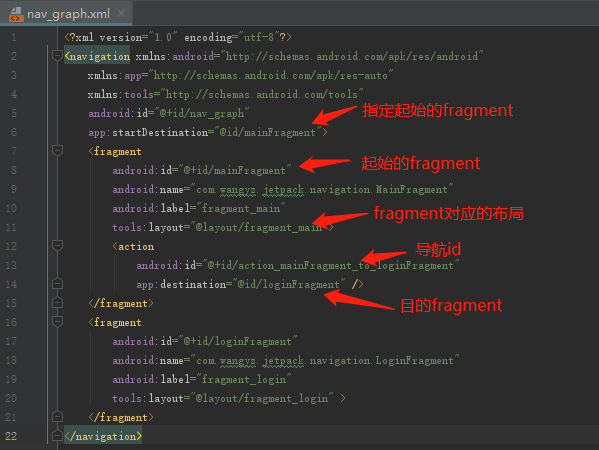 nav_graph.xml
1 <?xml version="1.0" encoding="utf-8"?>
2 <navigation xmlns:android="http://schemas.android.com/apk/res/android"
3 xmlns:app="http://schemas.android.com/apk/res-auto"
4 xmlns:tools="http://schemas.android.com/tools"
5 android:id="@+id/nav_graph" 指定起始的fragment
6 app:startDestination="@id/mainFragment">
7 <fragment 起始的fragment
8 android:id="@+id/mainFragment"
9 android:name="com.wangyz.jetpack.navigation.MainFragment"
10 android:label="fragment_main" fragment对应的布局
11 tools:layout="@layout/fragment_main">
12 <action 导航id
13 android:id="@+id/action_mainFragment_to_loginFragment"
14 app:destination="@id/loginFragment" />
15 </fragment> 目的fragment
16 <fragment
17 android:id="@+id/loginFragment"
18 android:name="com.wangyz.jetpack.navigation.LoginFragment"
19 android:label="fragment_login"
20 tools:layout="@layout/fragment_login" >
21 </fragment>
22 </navigation>